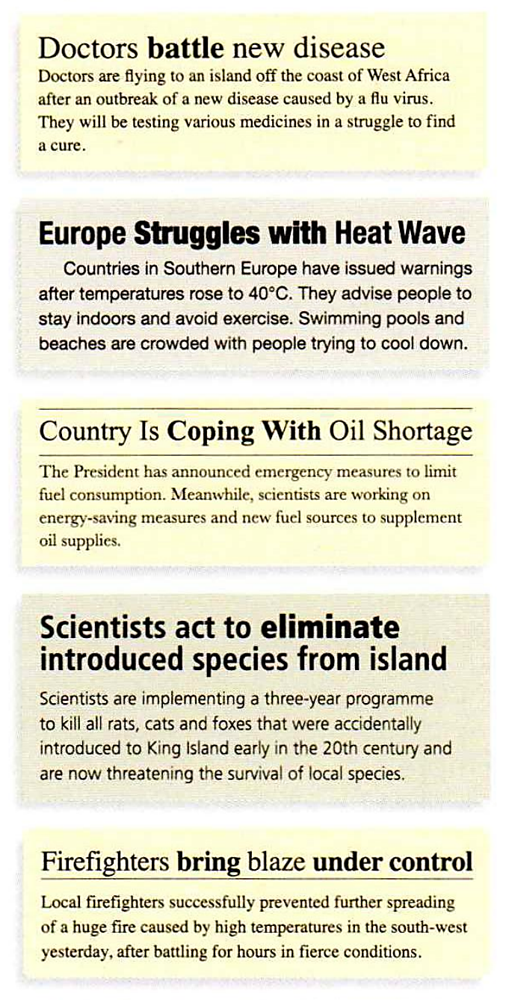 Doctors battle new disease
Doctors are flying to an island off the coast of West Africa
after an outbreak of a new disease caused by a flu virus.
They will be testing various medicines in a struggle to find
a cure.
Europe Struggles with Heat Wave
Countries in Southern Europe have issued warnings
after temperatures rose to 40°C. They advise people to
stay indoors and avoid exercise. Swimming pools and
beaches are crowded with people trying to cool down.
Country Is Coping With Oil Shortage
The President has announced emergency measures to limit
fuel consumption. Meanwhile, scientists are working on
energy-saving measures and new fuel sources to supplement
oil supplies.
Scientists act to eliminate
introduced species from island
Scientists are implementing a three-year programme
to kill all rats, cats and foxes that were accidentally
introduced to King Island early in the 20th century and
are now threatening the survival of local species.
Firefighters bring blaze under control
Local firefighters successfully prevented further spreading
of a huge fire caused by high temperatures in the south-west
yesterday, after battling for hours in fierce conditions.